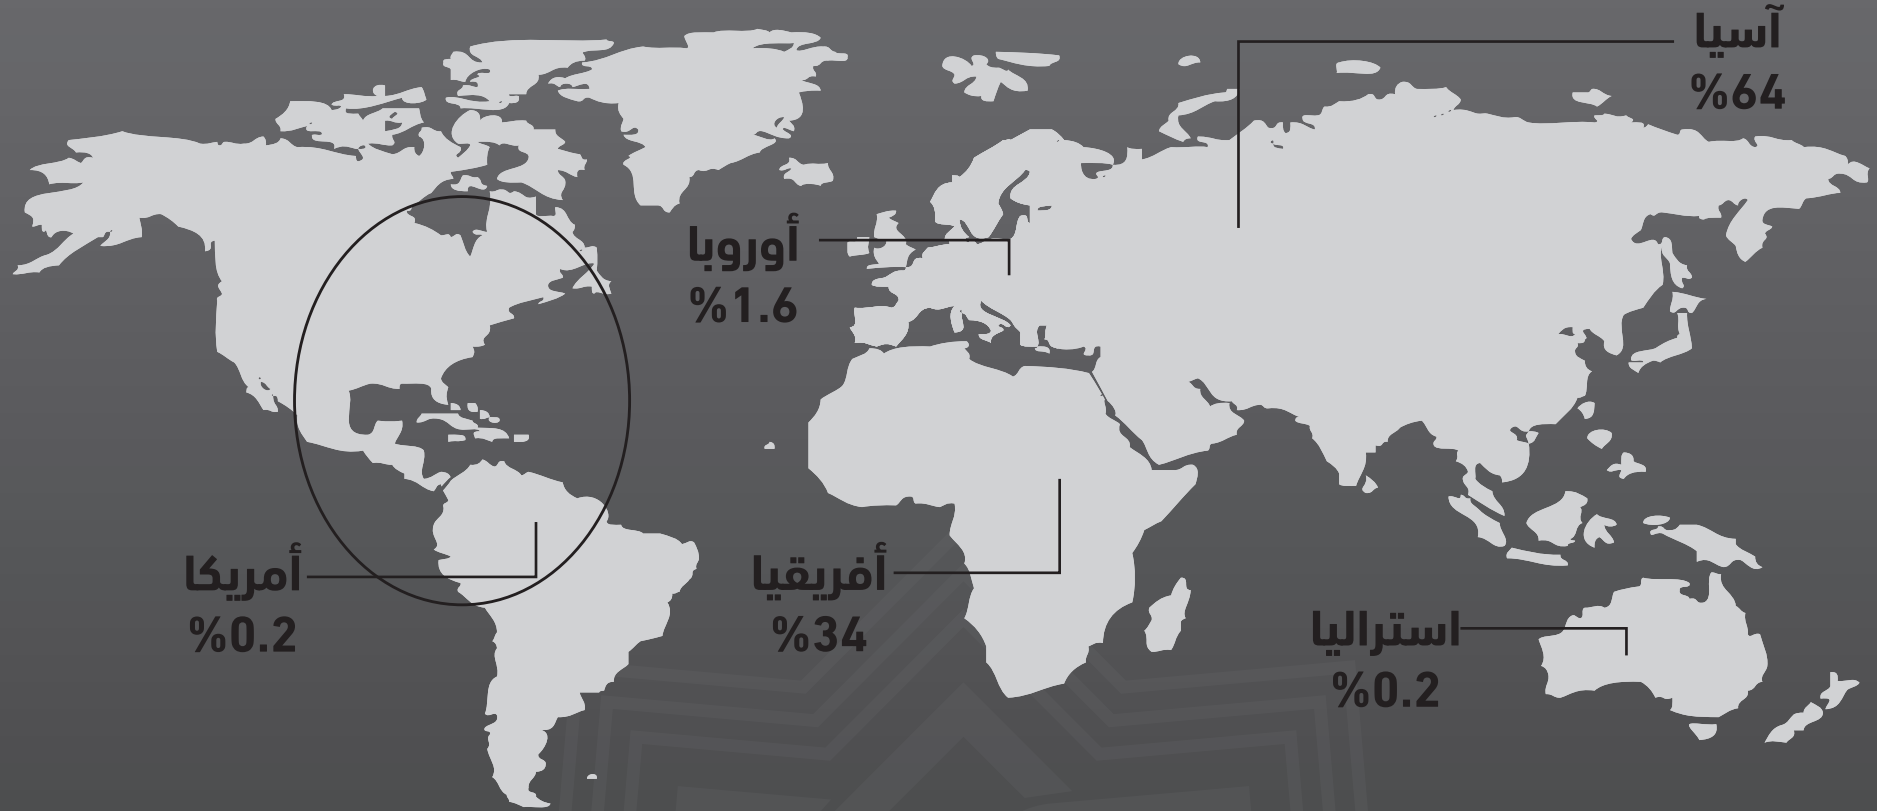 آسيا
%64
أوروبا
%1.6
أمريكا
%0.2
أفريقيا
%34
استراليا
%0.2